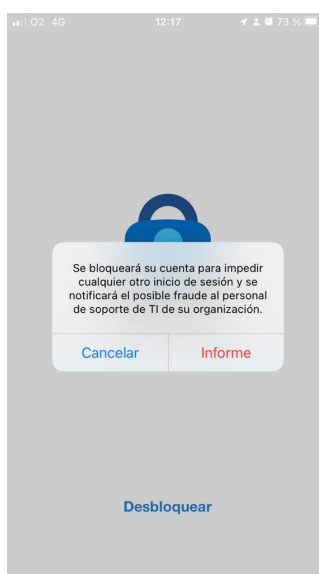 O2 4G 12:17 73 %
Se bloqueará su cuenta para impedir
cualquier otro inicio de sesión y se
notificará el posible fraude al personal
de soporte de TI de su organización.
Cancelar Informe
Desbloquear